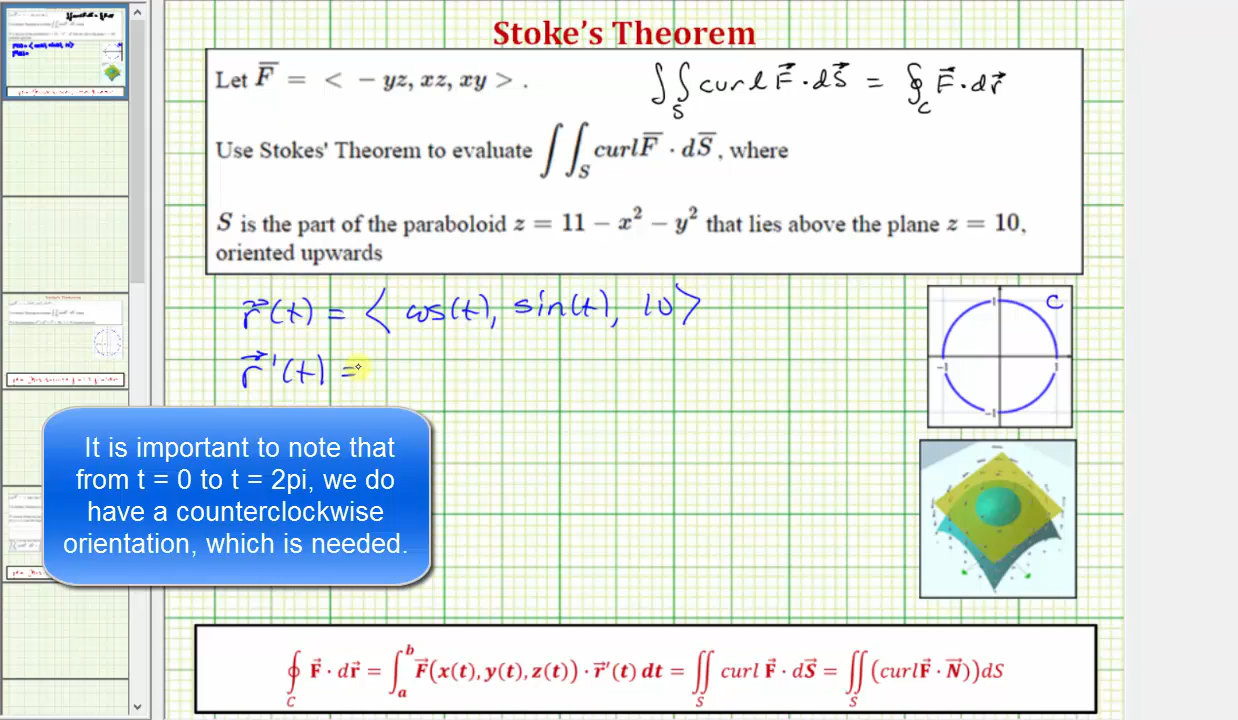 Stoke's Theorem
Let F̅ = < − yz, xz, xy > .
∫∫_S curl F⃗ · dS⃗ = ∮_C F⃗ · dr⃗
Use Stokes' Theorem to evaluate ∫∫_S curlF̅ · dS̅, where
S is the part of the paraboloid z = 11 − x² − y² that lies above the plane z = 10,
oriented upwards
r⃗(t) = ⟨ cos(t), sin(t), 10⟩
r⃗ '(t) =
C
1
−1 1
−1
It is important to note that
from t = 0 to t = 2pi, we do
have a counterclockwise
orientation, which is needed.
∮_C F⃗ · dr⃗ = ∫_a^b F⃗(x(t), y(t), z(t)) · r⃗ '(t) dt = ∬_S curl F⃗ · dS⃗ = ∬_S (curlF⃗ · N⃗))dS